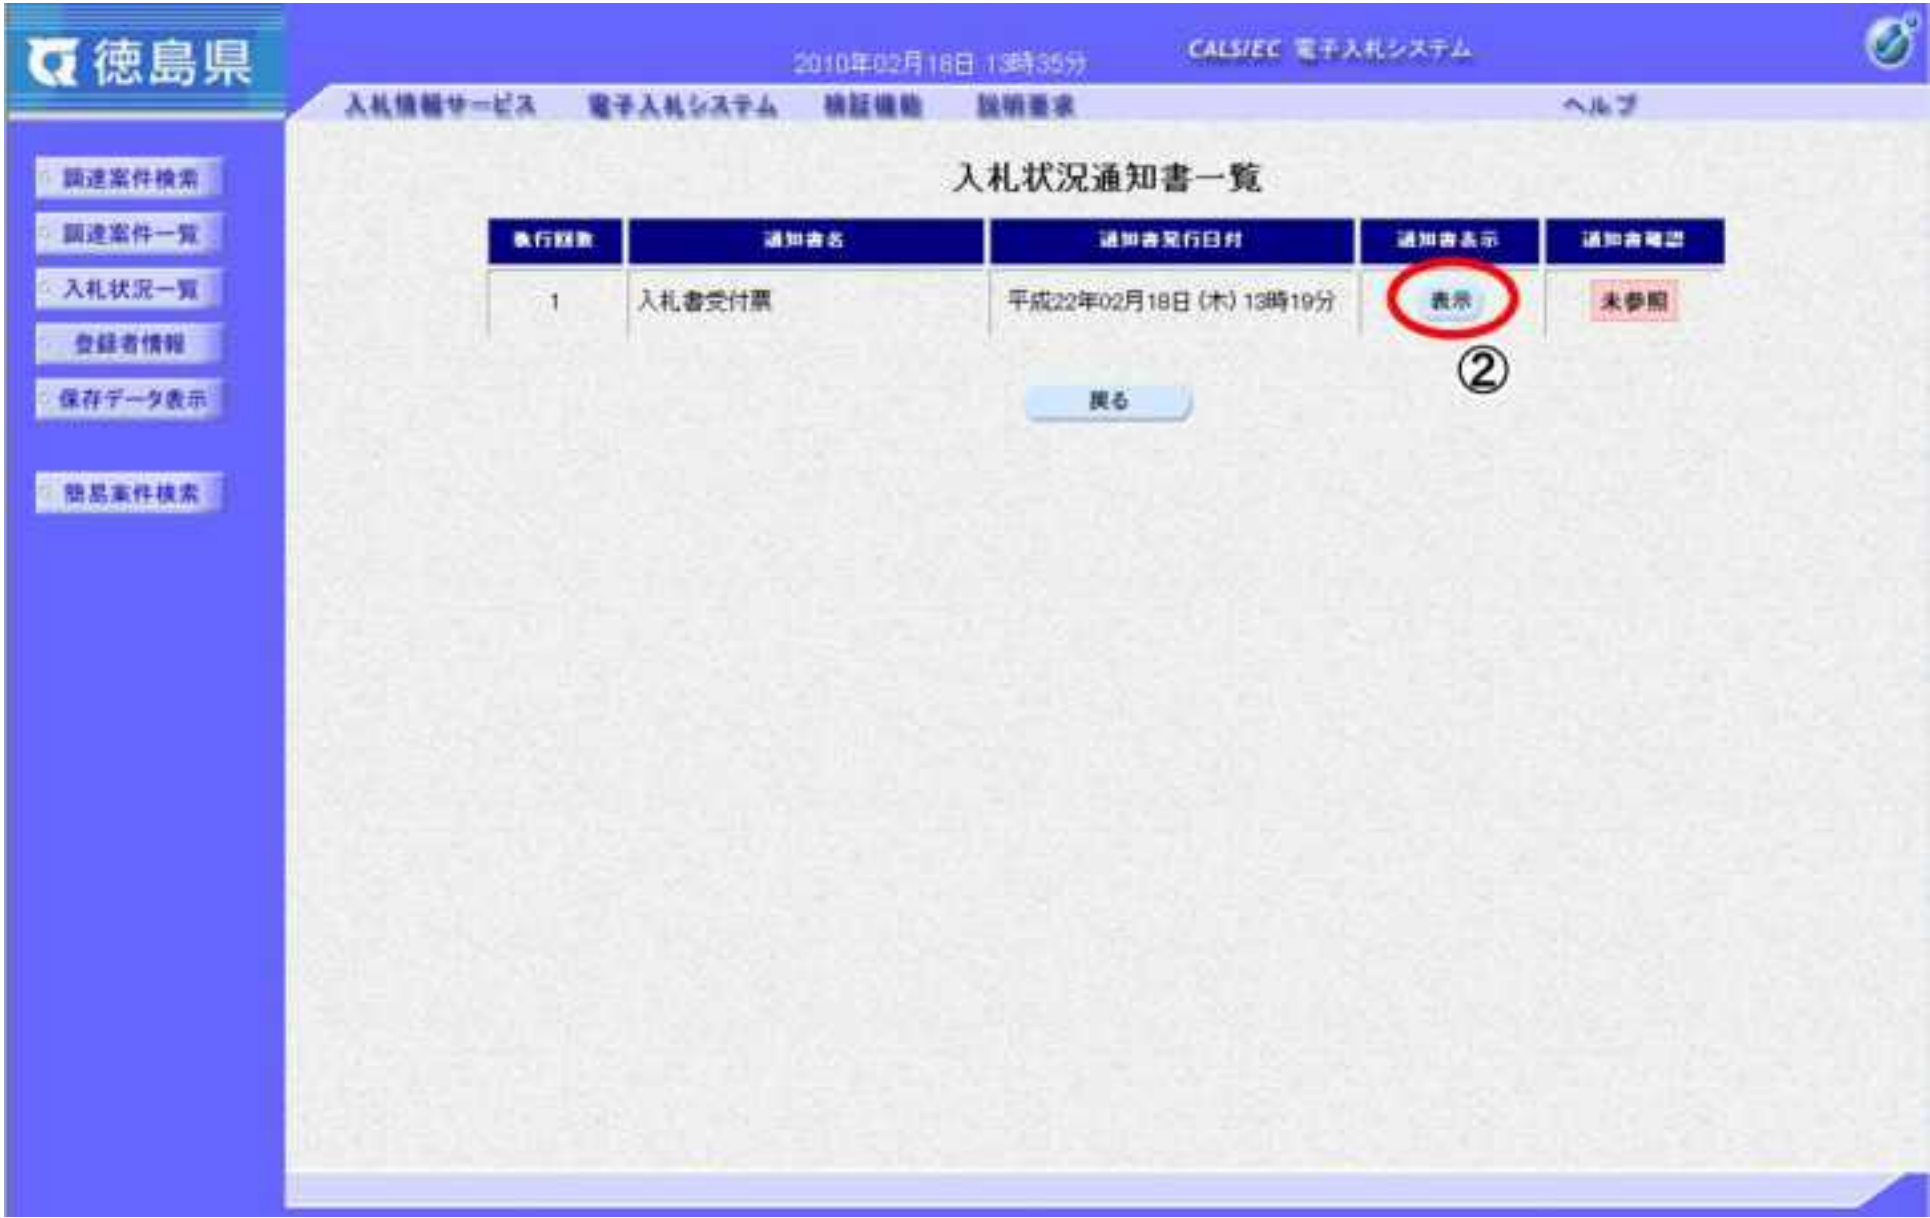 徳島県
2010年02月18日 13時35分
CALS/EC 電子入札システム
入札情報サービス 電子入札システム 検証機能 説明要求 ヘルプ
調達案件検索
調達案件一覧
入札状況一覧
登録者情報
保存データ表示
簡易案件検索
入札状況通知書一覧
執行回数 通知書名 通知書発行日付 通知書表示 通知書確認
1 入札書受付票 平成22年02月18日 (木) 13時19分 表示 未参照
②
戻る